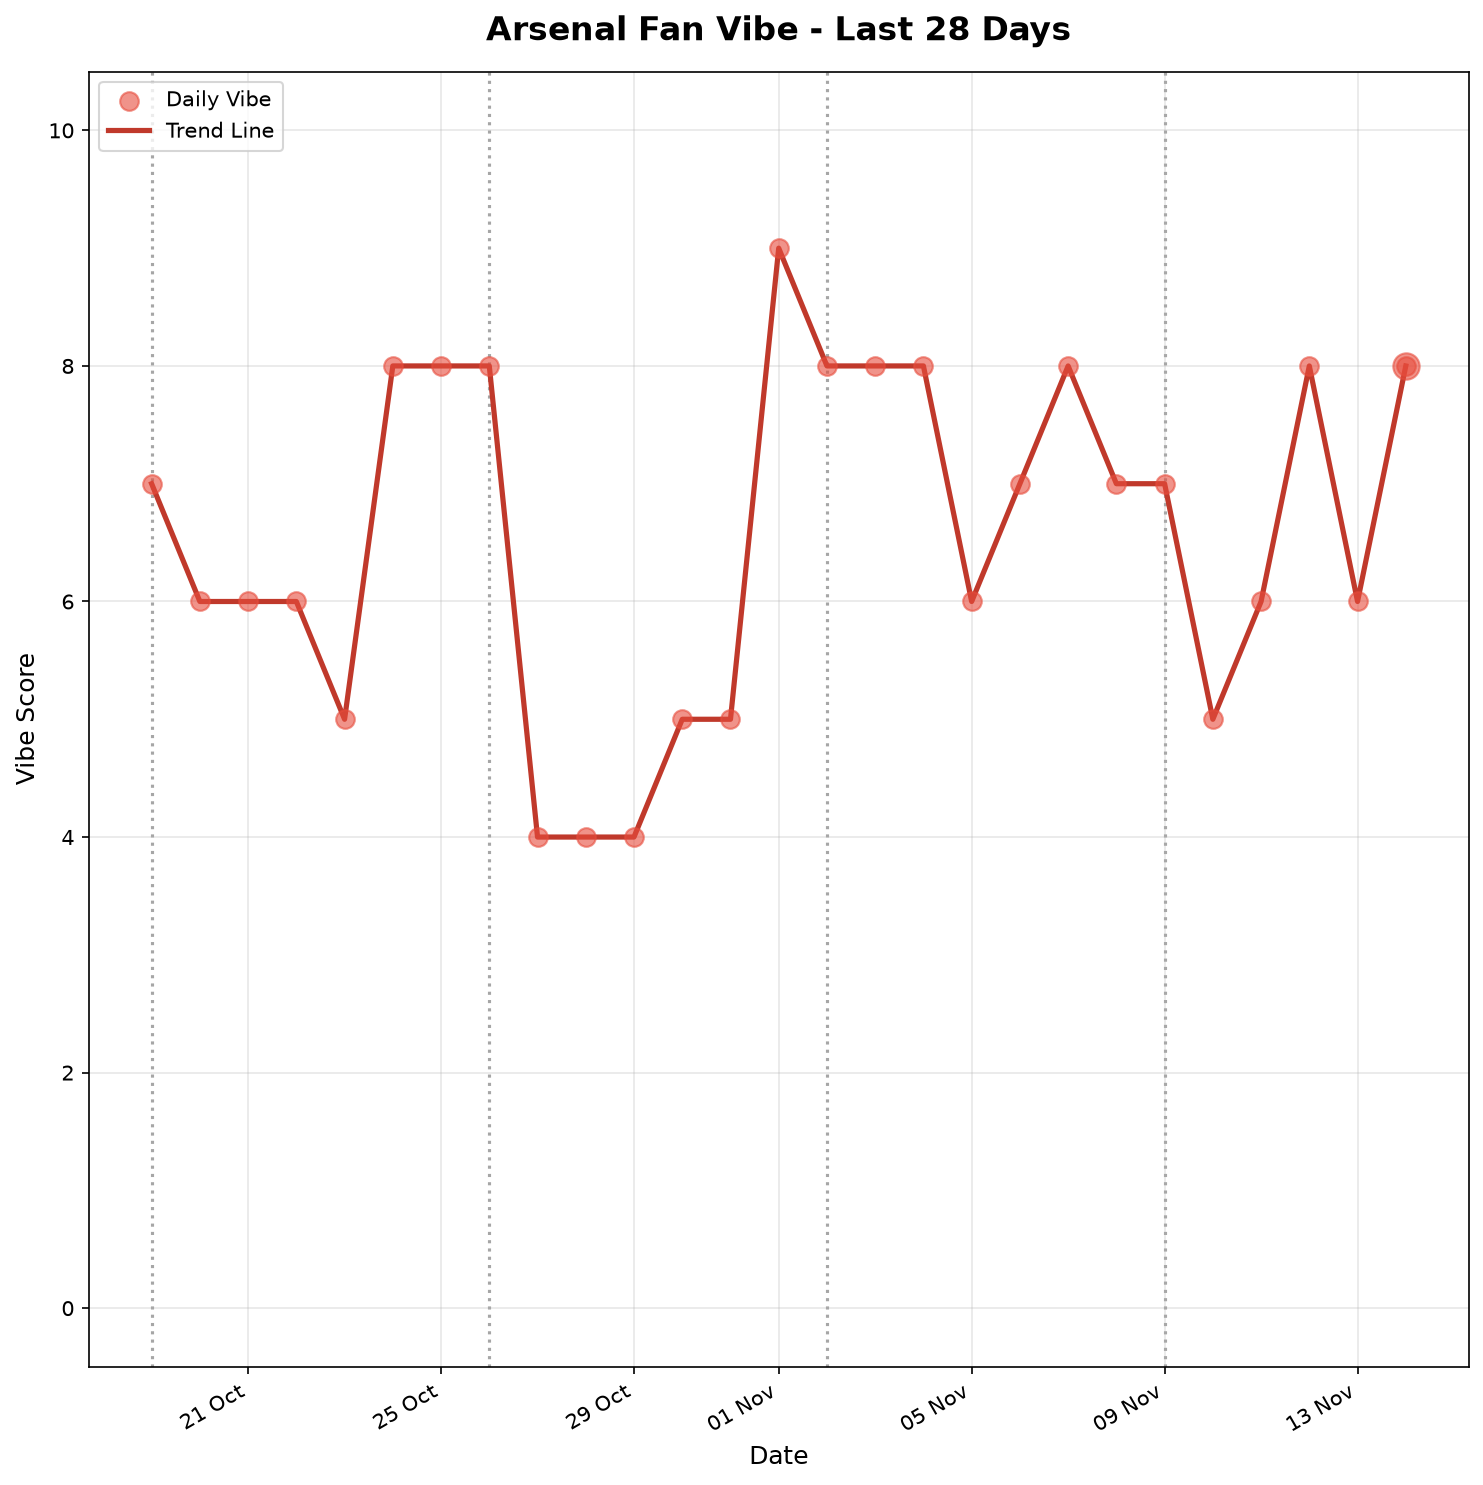 Arsenal Fan Vibe - Last 28 Days
Daily Vibe
Trend Line
10
8
6
4
2
0
Vibe Score
21 Oct
25 Oct
29 Oct
01 Nov
05 Nov
09 Nov
13 Nov
Date